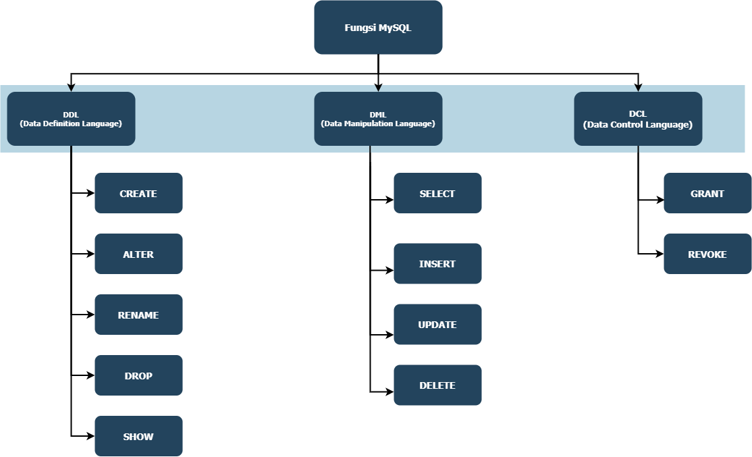 Fungsi MySQL
DDL
(Data Definition Language)
DML
(Data Manipulation Language)
DCL
(Data Control Language)
CREATE
ALTER
RENAME
DROP
SHOW
SELECT
INSERT
UPDATE
DELETE
GRANT
REVOKE